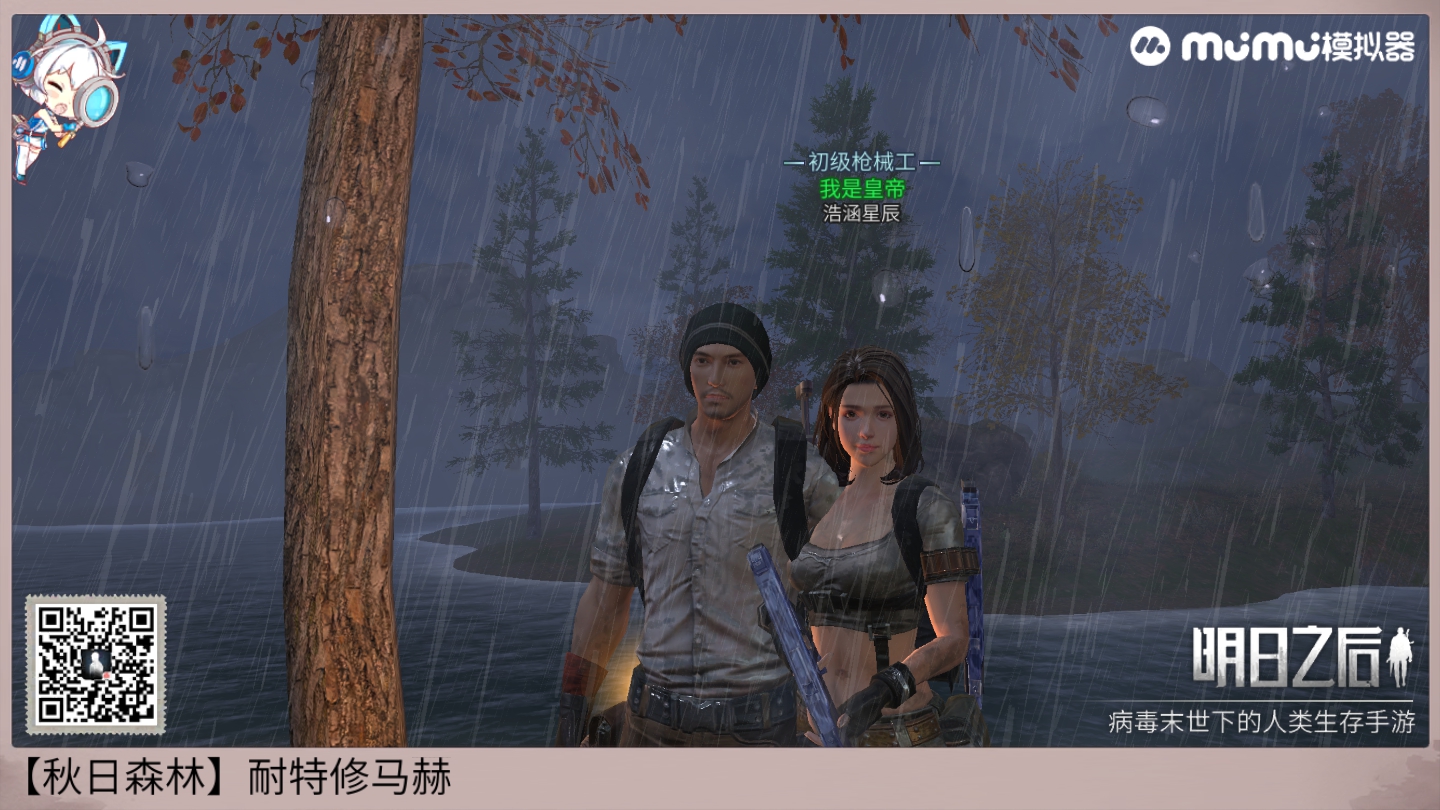 mumu模拟器
初级枪械工
我是皇帝
浩涵星辰
明日之后
病毒末世下的人类生存手游
【秋日森林】耐特修马赫